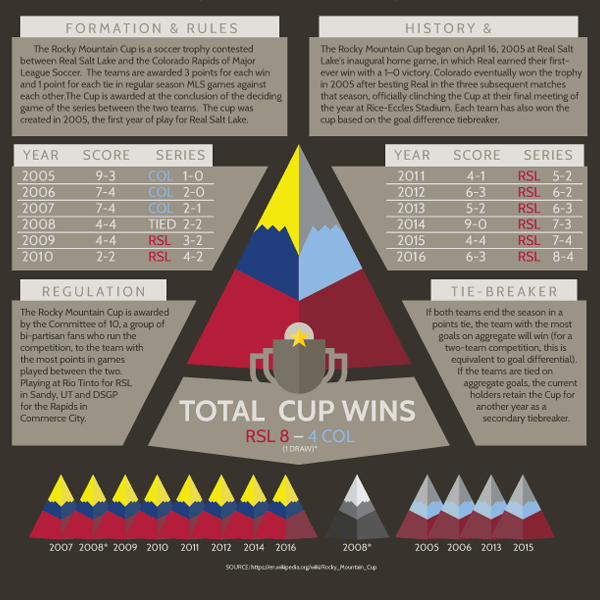 FORMATION & RULES
The Rocky Mountain Cup is a soccer trophy contested
between Real Salt Lake and the Colorado Rapids of Major
League Soccer. The teams are awarded 3 points for each win
and 1 point for each tie in regular season MLS games against
each other.The Cup is awarded at the conclusion of the deciding
game of the series between the two teams. The cup was
created in 2005, the first year of play for Real Salt Lake.
HISTORY &
The Rocky Mountain Cup began on April 16, 2005 at Real Salt
Lake's inaugural home game, in which Real earned their first-
ever win with a 1–0 victory. Colorado eventually won the trophy
in 2005 after besting Real in the three subsequent matches
that season, officially clinching the Cup at their final meeting of
the year at Rice-Eccles Stadium. Each team has also won the
cup based on the goal difference tiebreaker.
YEAR SCORE SERIES
2005 9-3 COL 1-0
2006 7-4 COL 2-0
2007 7-4 COL 2-1
2008 4-4 TIED 2-2
2009 4-4 RSL 3-2
2010 2-2 RSL 4-2
YEAR SCORE SERIES
2011 4-1 RSL 5-2
2012 6-3 RSL 6-2
2013 5-2 RSL 6-3
2014 9-0 RSL 7-3
2015 4-4 RSL 7-4
2016 6-3 RSL 8-4
REGULATION
The Rocky Mountain Cup is awarded
by the Committee of 10, a group of
bi-partisan fans who run the
competition, to the team with
the most points in games
played between the two.
Playing at Rio Tinto for RSL
in Sandy, UT and DSGP
for the Rapids in
Commerce City.
TIE-BREAKER
If both teams end the season in a
points tie, the team with the most
goals on aggregate will win (for a
two-team competition, this is
equivalent to goal differential).
If the teams are tied on
aggregate goals, the current
holders retain the Cup for
another year as a
secondary tiebreaker.
TOTAL CUP WINS
RSL 8 – 4 COL
(1 DRAW)*
2007 2008* 2009 2010 2011 2012 2014 2016
2008*
2005 2006 2013 2015
SOURCE: https://en.wikipedia.org/wiki/Rocky_Mountain_Cup